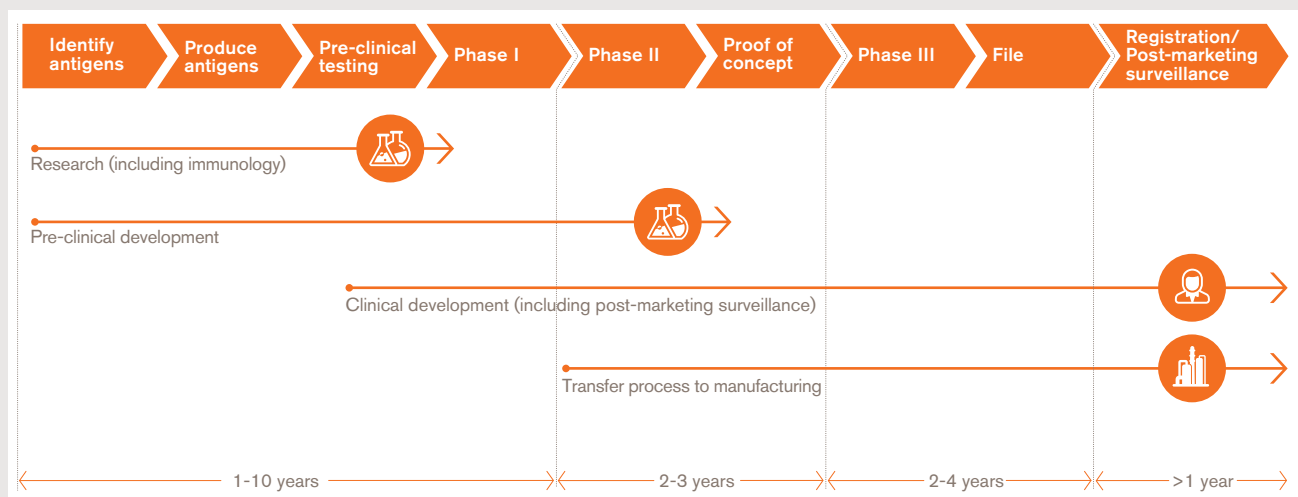 Identify
antigens
Produce
antigens
Pre-clinical
testing
Phase I
Phase II
Proof of
concept
Phase III
File
Registration/
Post-marketing
surveillance
Research (including immunology)
Pre-clinical development
Clinical development (including post-marketing surveillance)
Transfer process to manufacturing
1-10 years
2-3 years
2-4 years
>1 year